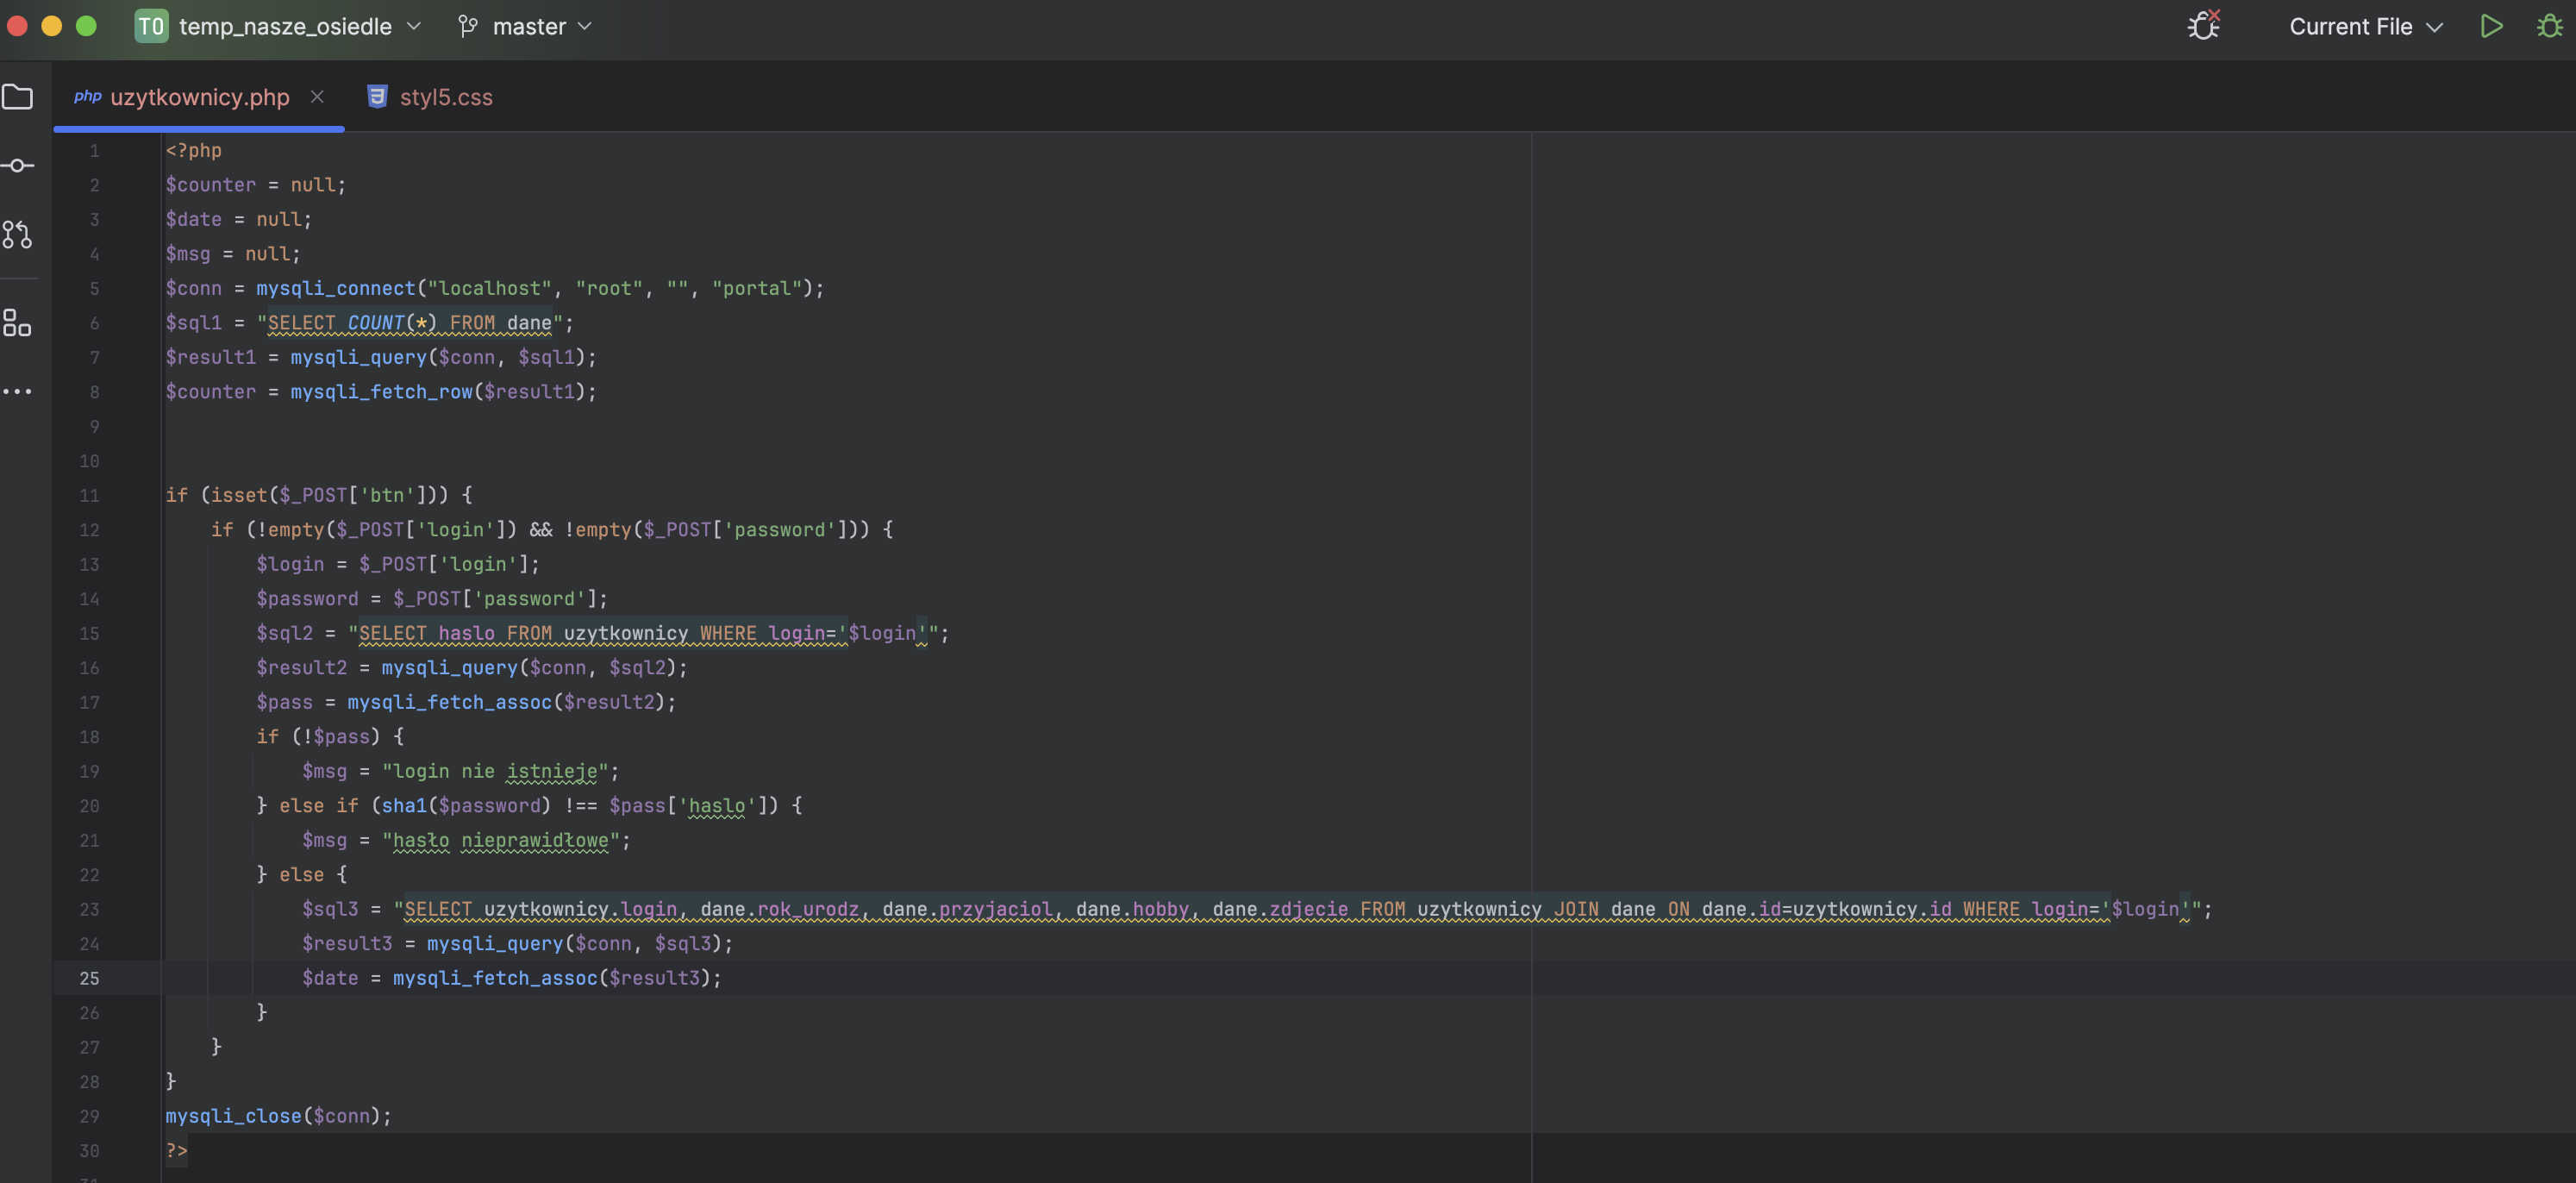 TO temp_nasze_osiedle master Current File
php uzytkownicy.php styl5.css
1 <?php
2 $counter = null;
3 $date = null;
4 $msg = null;
5 $conn = mysqli_connect("localhost", "root", "", "portal");
6 $sql1 = "SELECT COUNT(*) FROM dane";
7 $result1 = mysqli_query($conn, $sql1);
8 $counter = mysqli_fetch_row($result1);
9
10
11 if (isset($_POST['btn'])) {
12     if (!empty($_POST['login']) && !empty($_POST['password'])) {
13         $login = $_POST['login'];
14         $password = $_POST['password'];
15         $sql2 = "SELECT haslo FROM uzytkownicy WHERE login='$login'";
16         $result2 = mysqli_query($conn, $sql2);
17         $pass = mysqli_fetch_assoc($result2);
18         if (!$pass) {
19             $msg = "login nie istnieje";
20         } else if (sha1($password) !== $pass['haslo']) {
21             $msg = "hasło nieprawidłowe";
22         } else {
23             $sql3 = "SELECT uzytkownicy.login, dane.rok_urodz, dane.przyjaciol, dane.hobby, dane.zdjecie FROM uzytkownicy JOIN dane ON dane.id=uzytkownicy.id WHERE login='$login'";
24             $result3 = mysqli_query($conn, $sql3);
25             $date = mysqli_fetch_assoc($result3);
26         }
27     }
28 }
29 mysqli_close($conn);
30 ?>